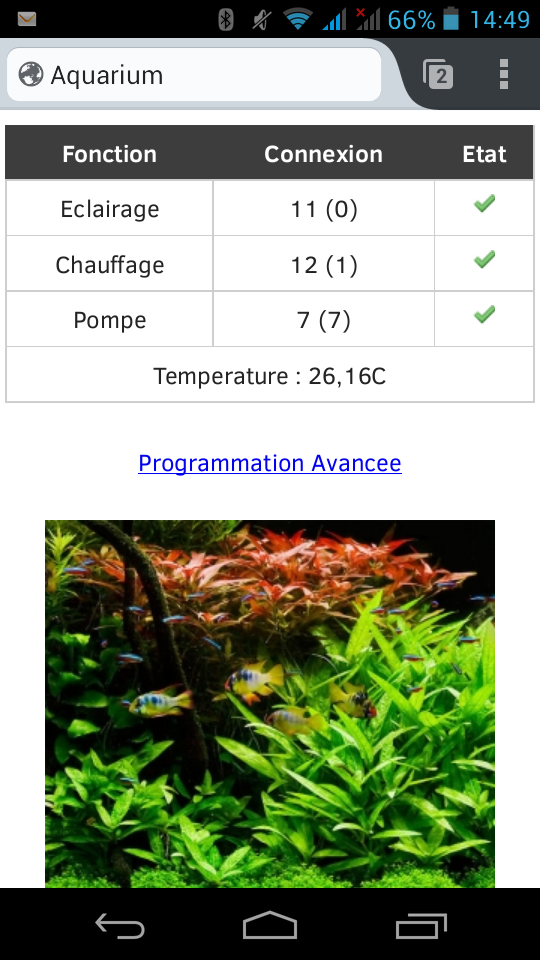 66% 14:49
Aquarium 2
Fonction Connexion Etat
Eclairage 11 (0)
Chauffage 12 (1)
Pompe 7 (7)
Temperature : 26,16C
Programmation Avancee